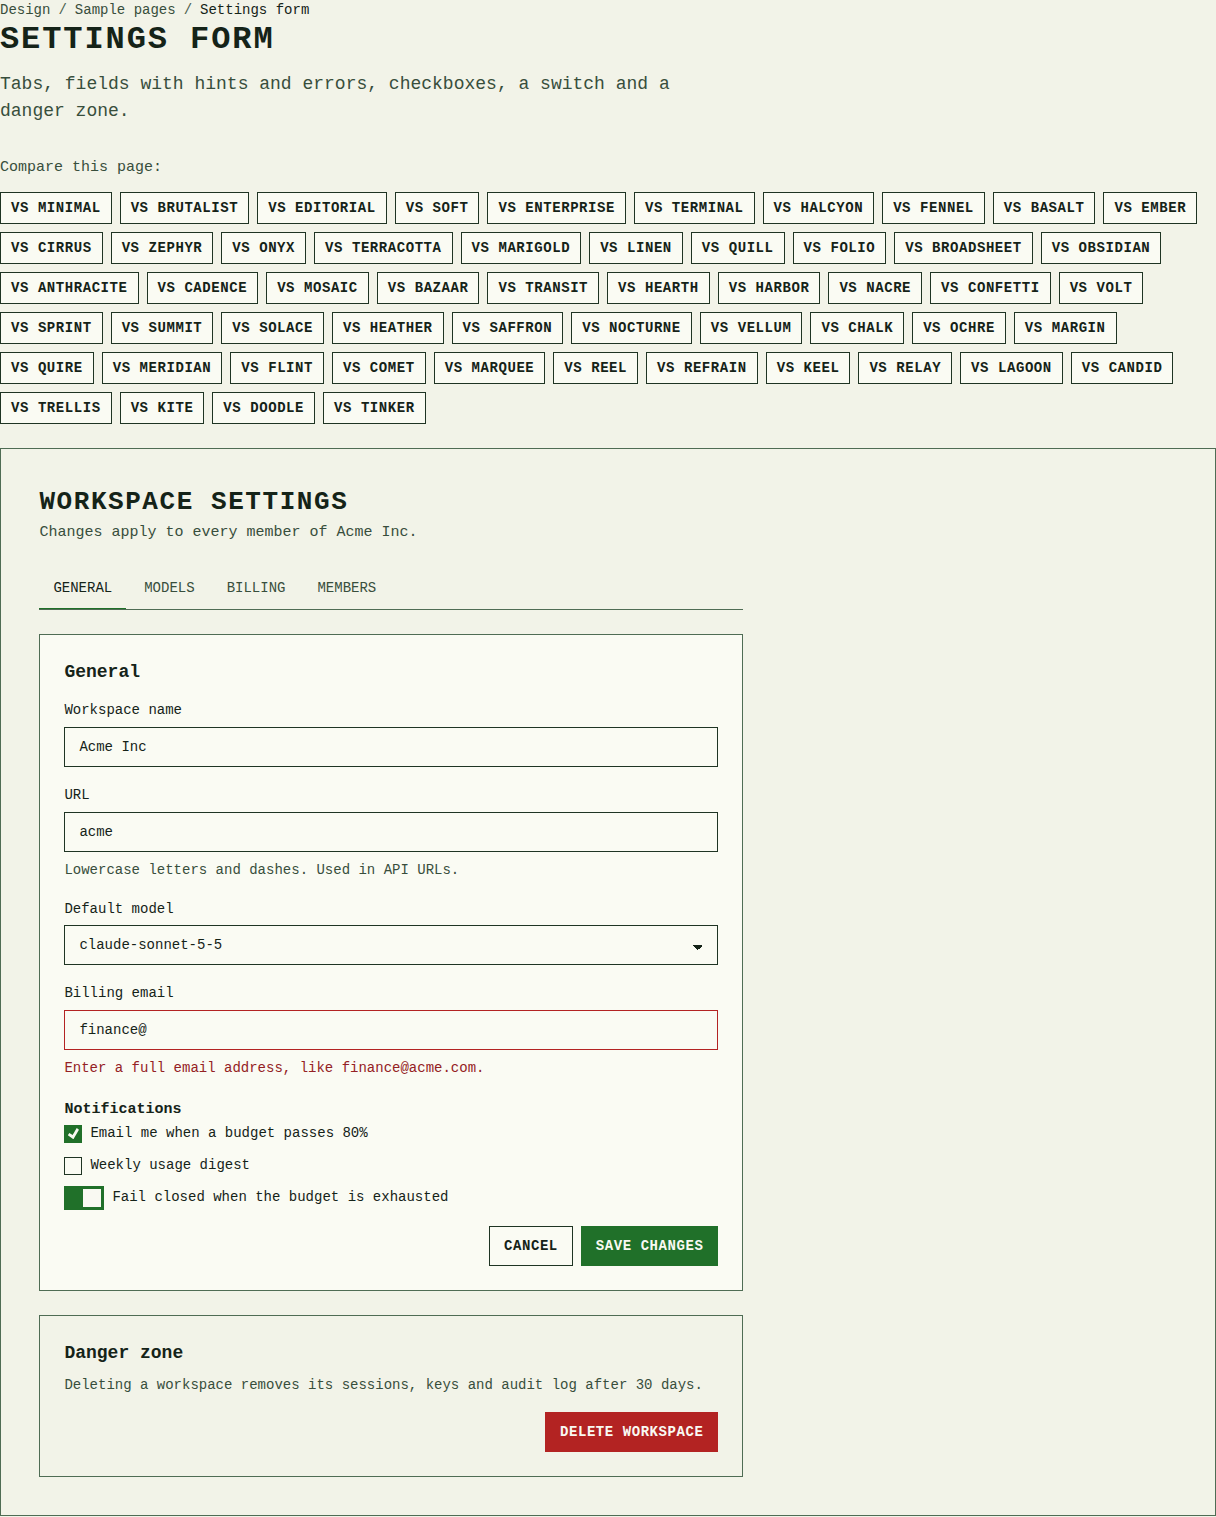 Design / Sample pages / Settings form
SETTINGS FORM
Tabs, fields with hints and errors, checkboxes, a switch and a
danger zone.
Compare this page:
VS MINIMAL VS BRUTALIST VS EDITORIAL VS SOFT VS ENTERPRISE VS TERMINAL VS HALCYON VS FENNEL VS BASALT VS EMBER
VS CIRRUS VS ZEPHYR VS ONYX VS TERRACOTTA VS MARIGOLD VS LINEN VS QUILL VS FOLIO VS BROADSHEET VS OBSIDIAN
VS ANTHRACITE VS CADENCE VS MOSAIC VS BAZAAR VS TRANSIT VS HEARTH VS HARBOR VS NACRE VS CONFETTI VS VOLT
VS SPRINT VS SUMMIT VS SOLACE VS HEATHER VS SAFFRON VS NOCTURNE VS VELLUM VS CHALK VS OCHRE VS MARGIN
VS QUIRE VS MERIDIAN VS FLINT VS COMET VS MARQUEE VS REEL VS REFRAIN VS KEEL VS RELAY VS LAGOON VS CANDID
VS TRELLIS VS KITE VS DOODLE VS TINKER
WORKSPACE SETTINGS
Changes apply to every member of Acme Inc.
GENERAL MODELS BILLING MEMBERS
General
Workspace name
Acme Inc
URL
acme
Lowercase letters and dashes. Used in API URLs.
Default model
claude-sonnet-5-5
Billing email
finance@
Enter a full email address, like finance@acme.com.
Notifications
Email me when a budget passes 80%
Weekly usage digest
Fail closed when the budget is exhausted
CANCEL SAVE CHANGES
Danger zone
Deleting a workspace removes its sessions, keys and audit log after 30 days.
DELETE WORKSPACE